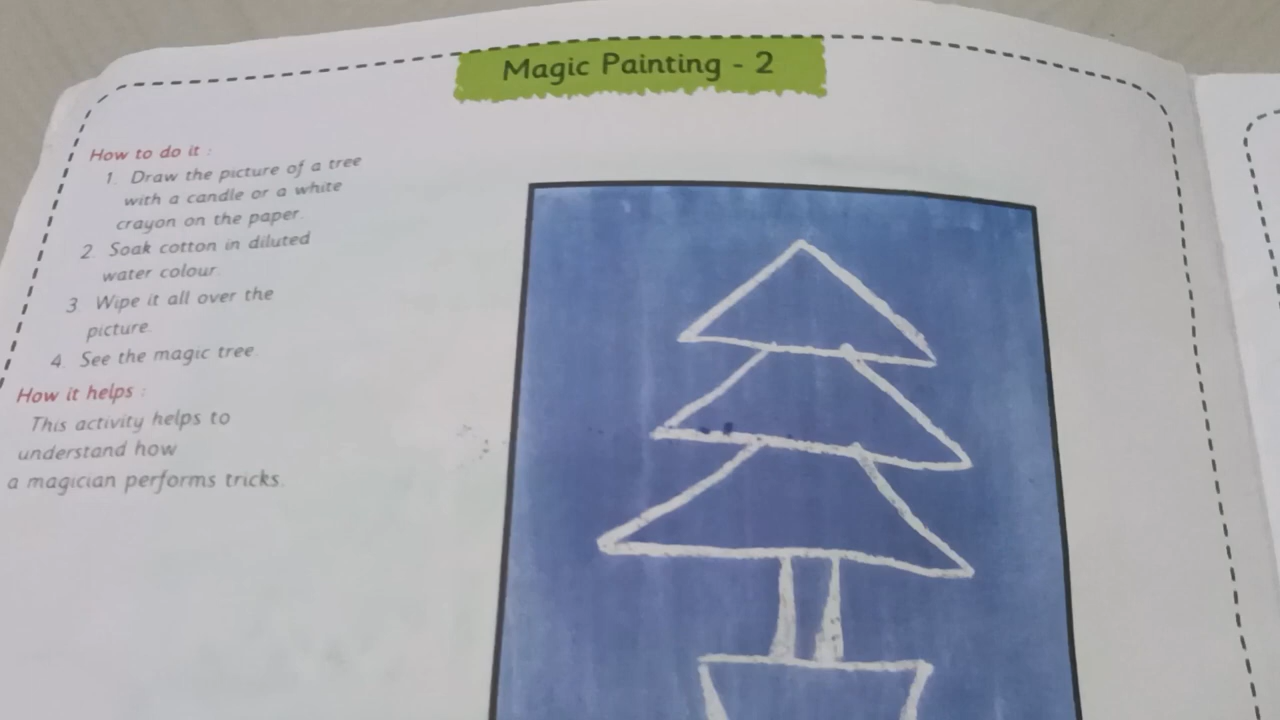 Magic Painting - 2
How to do it :
1. Draw the picture of a tree
with a candle or a white
crayon on the paper.
2. Soak cotton in diluted
water colour.
3. Wipe it all over the
picture.
4. See the magic tree.
How it helps :
This activity helps to
understand how
a magician performs tricks.